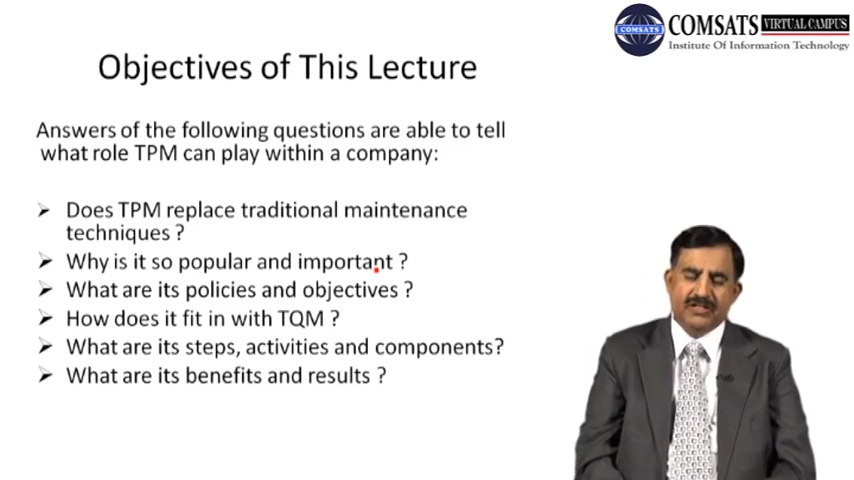 COMSATS VIRTUAL CAMPUS
COMSATS
Institute Of Information Technology
Objectives of This Lecture
Answers of the following questions are able to tell
what role TPM can play within a company:
Does TPM replace traditional maintenance
techniques ?
Why is it so popular and important ?
What are its policies and objectives ?
How does it fit in with TQM ?
What are its steps, activities and components?
What are its benefits and results ?